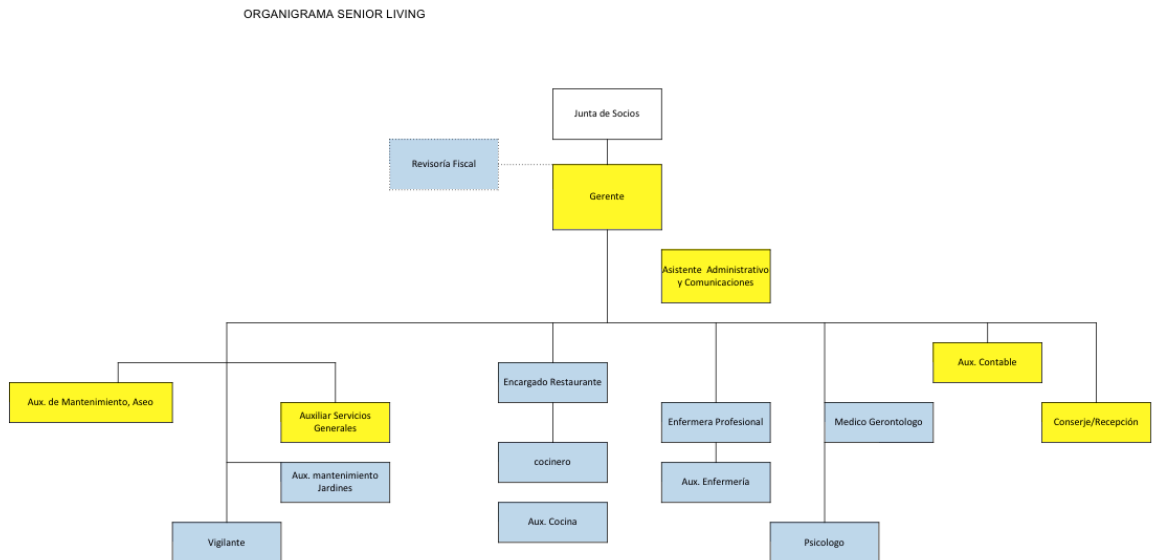 ORGANIGRAMA SENIOR LIVING
Junta de Socios
Revisoría Fiscal
Gerente
Asistente Administrativo
y Comunicaciones
Aux. Contable
Encargado Restaurante
Aux. de Mantenimiento, Aseo
Auxiliar Servicios
Generales
Enfermera Profesional
Medico Gerontologo
Conserje/Recepción
cocinero
Aux. mantenimiento
Jardines
Aux. Enfermería
Aux. Cocina
Vigilante
Psicologo